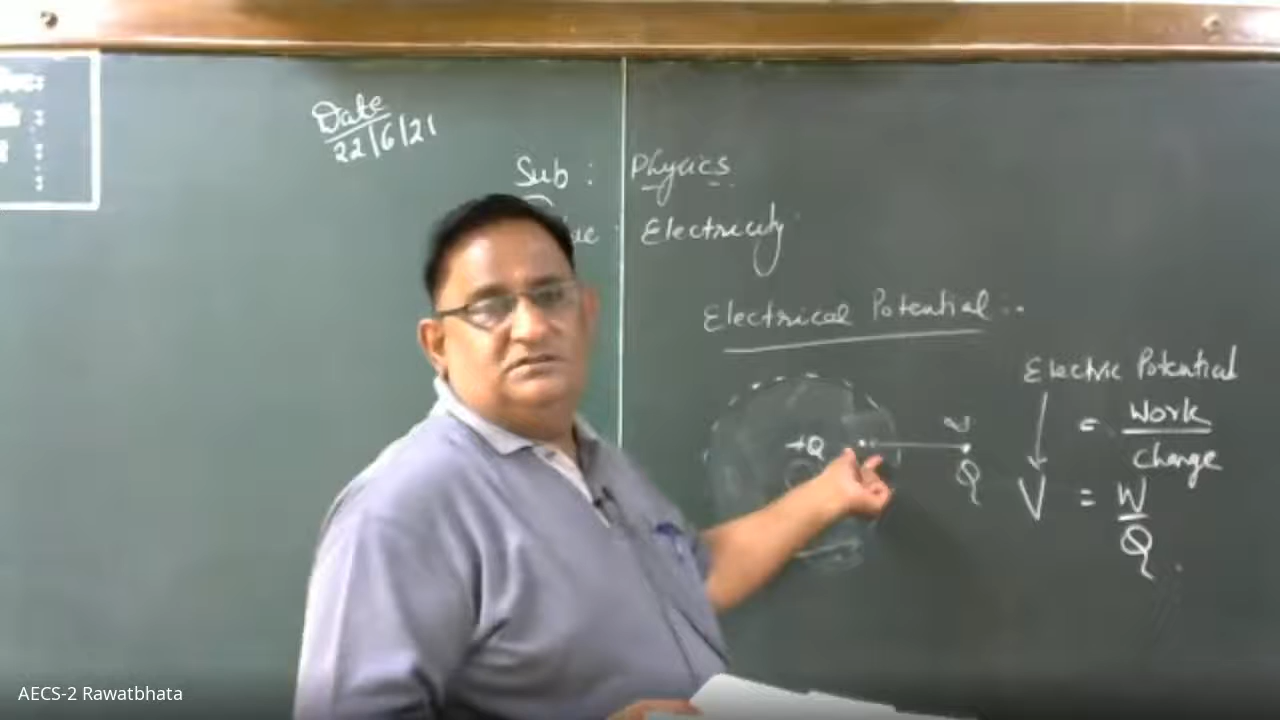 Date
22/6/21
Sub : Physics
Electricity
Electrical Potential
Electric Potential
= Work
Charge
+Q
Q
V = W
Q
AECS-2 Rawatbhata